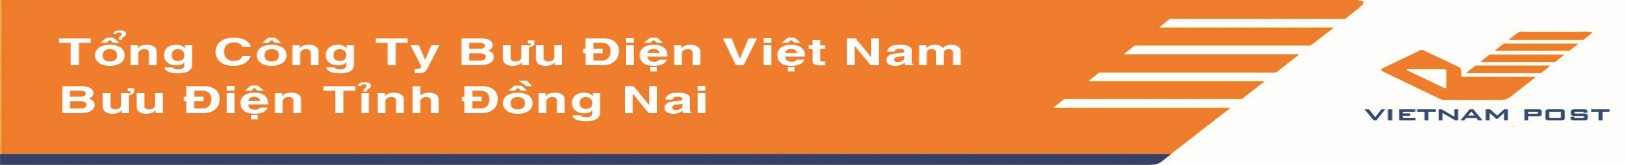 Tổng Công Ty Bưu Điện Việt Nam
Bưu Điện Tỉnh Đồng Nai
VIETNAM POST